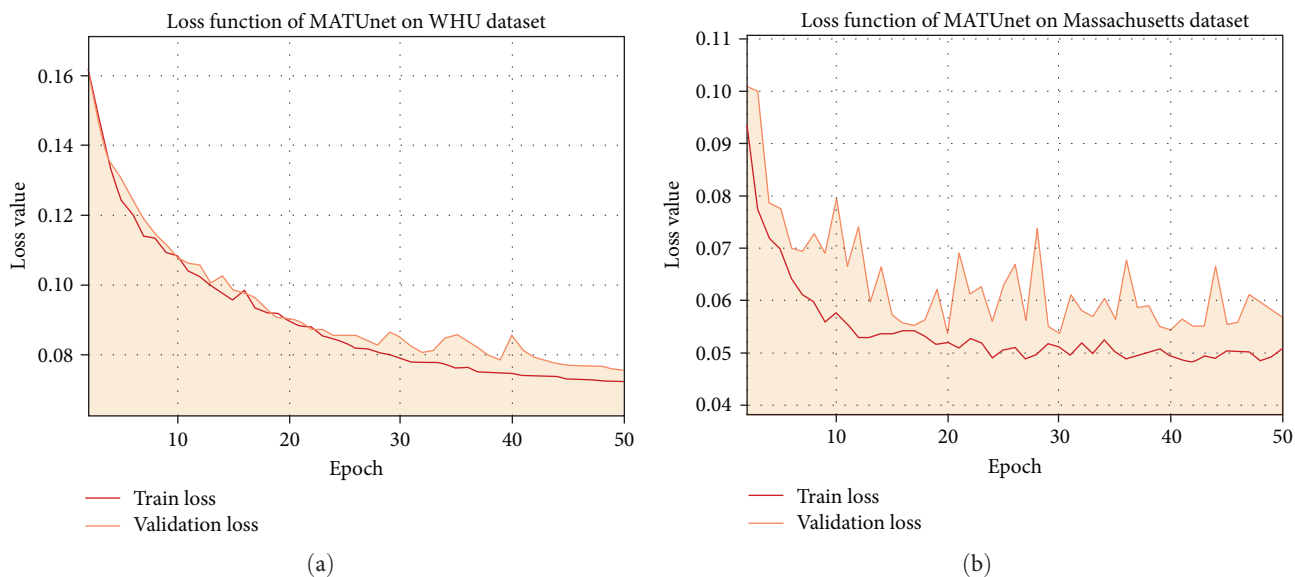 Loss function of MATUnet on WHU dataset
0.16
0.14
0.12
0.10
0.08
Loss value
10 20 30 40 50
Epoch
Train loss
Validation loss
(a)
Loss function of MATUnet on Massachusetts dataset
0.11
0.10
0.09
0.08
0.07
0.06
0.05
0.04
Loss value
10 20 30 40 50
Epoch
Train loss
Validation loss
(b)